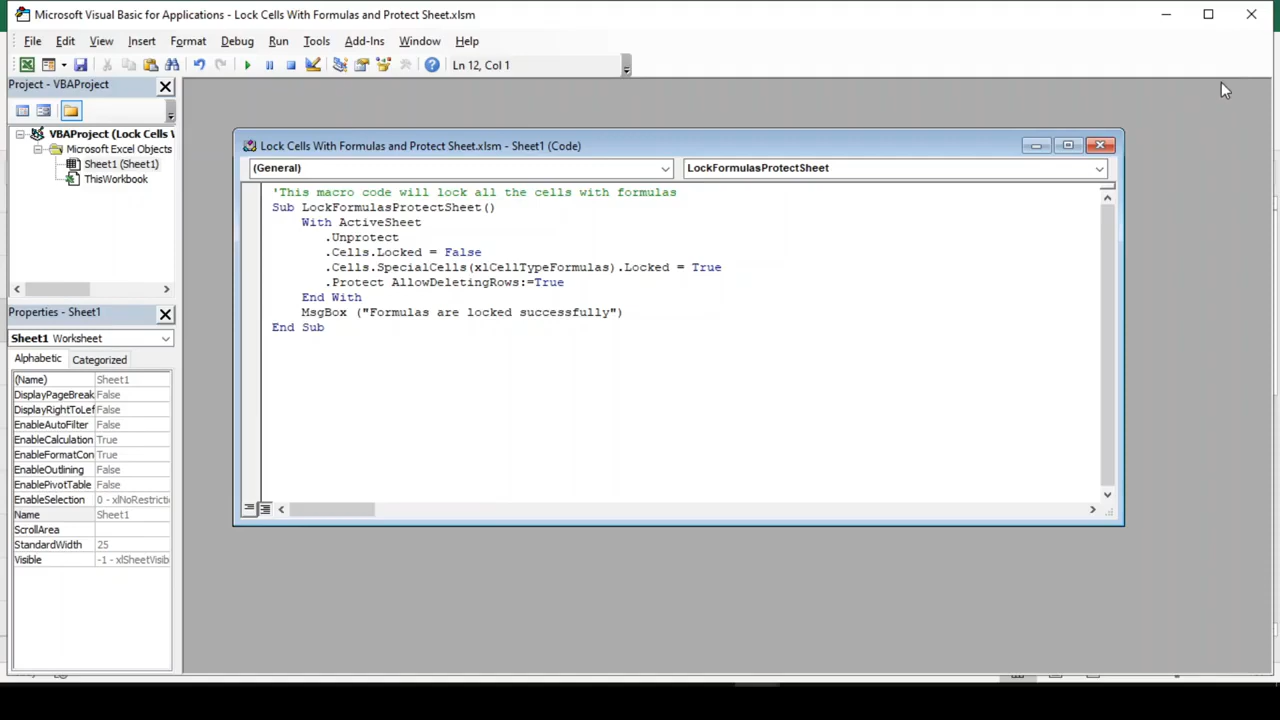 Microsoft Visual Basic for Applications - Lock Cells With Formulas and Protect Sheet.xlsm
File Edit View Insert Format Debug Run Tools Add-Ins Window Help
Ln 12, Col 1
Project - VBAProject
VBAProject (Lock Cells W
Microsoft Excel Objects
Sheet1 (Sheet1)
ThisWorkbook
Lock Cells With Formulas and Protect Sheet.xlsm - Sheet1 (Code)
(General) LockFormulasProtectSheet
'This macro code will lock all the cells with formulas
Sub LockFormulasProtectSheet()
With ActiveSheet
.Unprotect
.Cells.Locked = False
.Cells.SpecialCells(xlCellTypeFormulas).Locked = True
.Protect AllowDeletingRows:=True
End With
MsgBox ("Formulas are locked successfully")
End Sub
Properties - Sheet1
Sheet1 Worksheet
Alphabetic Categorized
(Name) Sheet1
DisplayPageBreak False
DisplayRightToLef False
EnableAutoFilter False
EnableCalculation True
EnableFormatCon True
EnableOutlining False
EnablePivotTable False
EnableSelection 0 - xlNoRestricti
Name Sheet1
ScrollArea
StandardWidth 25
Visible -1 - xlSheetVisib